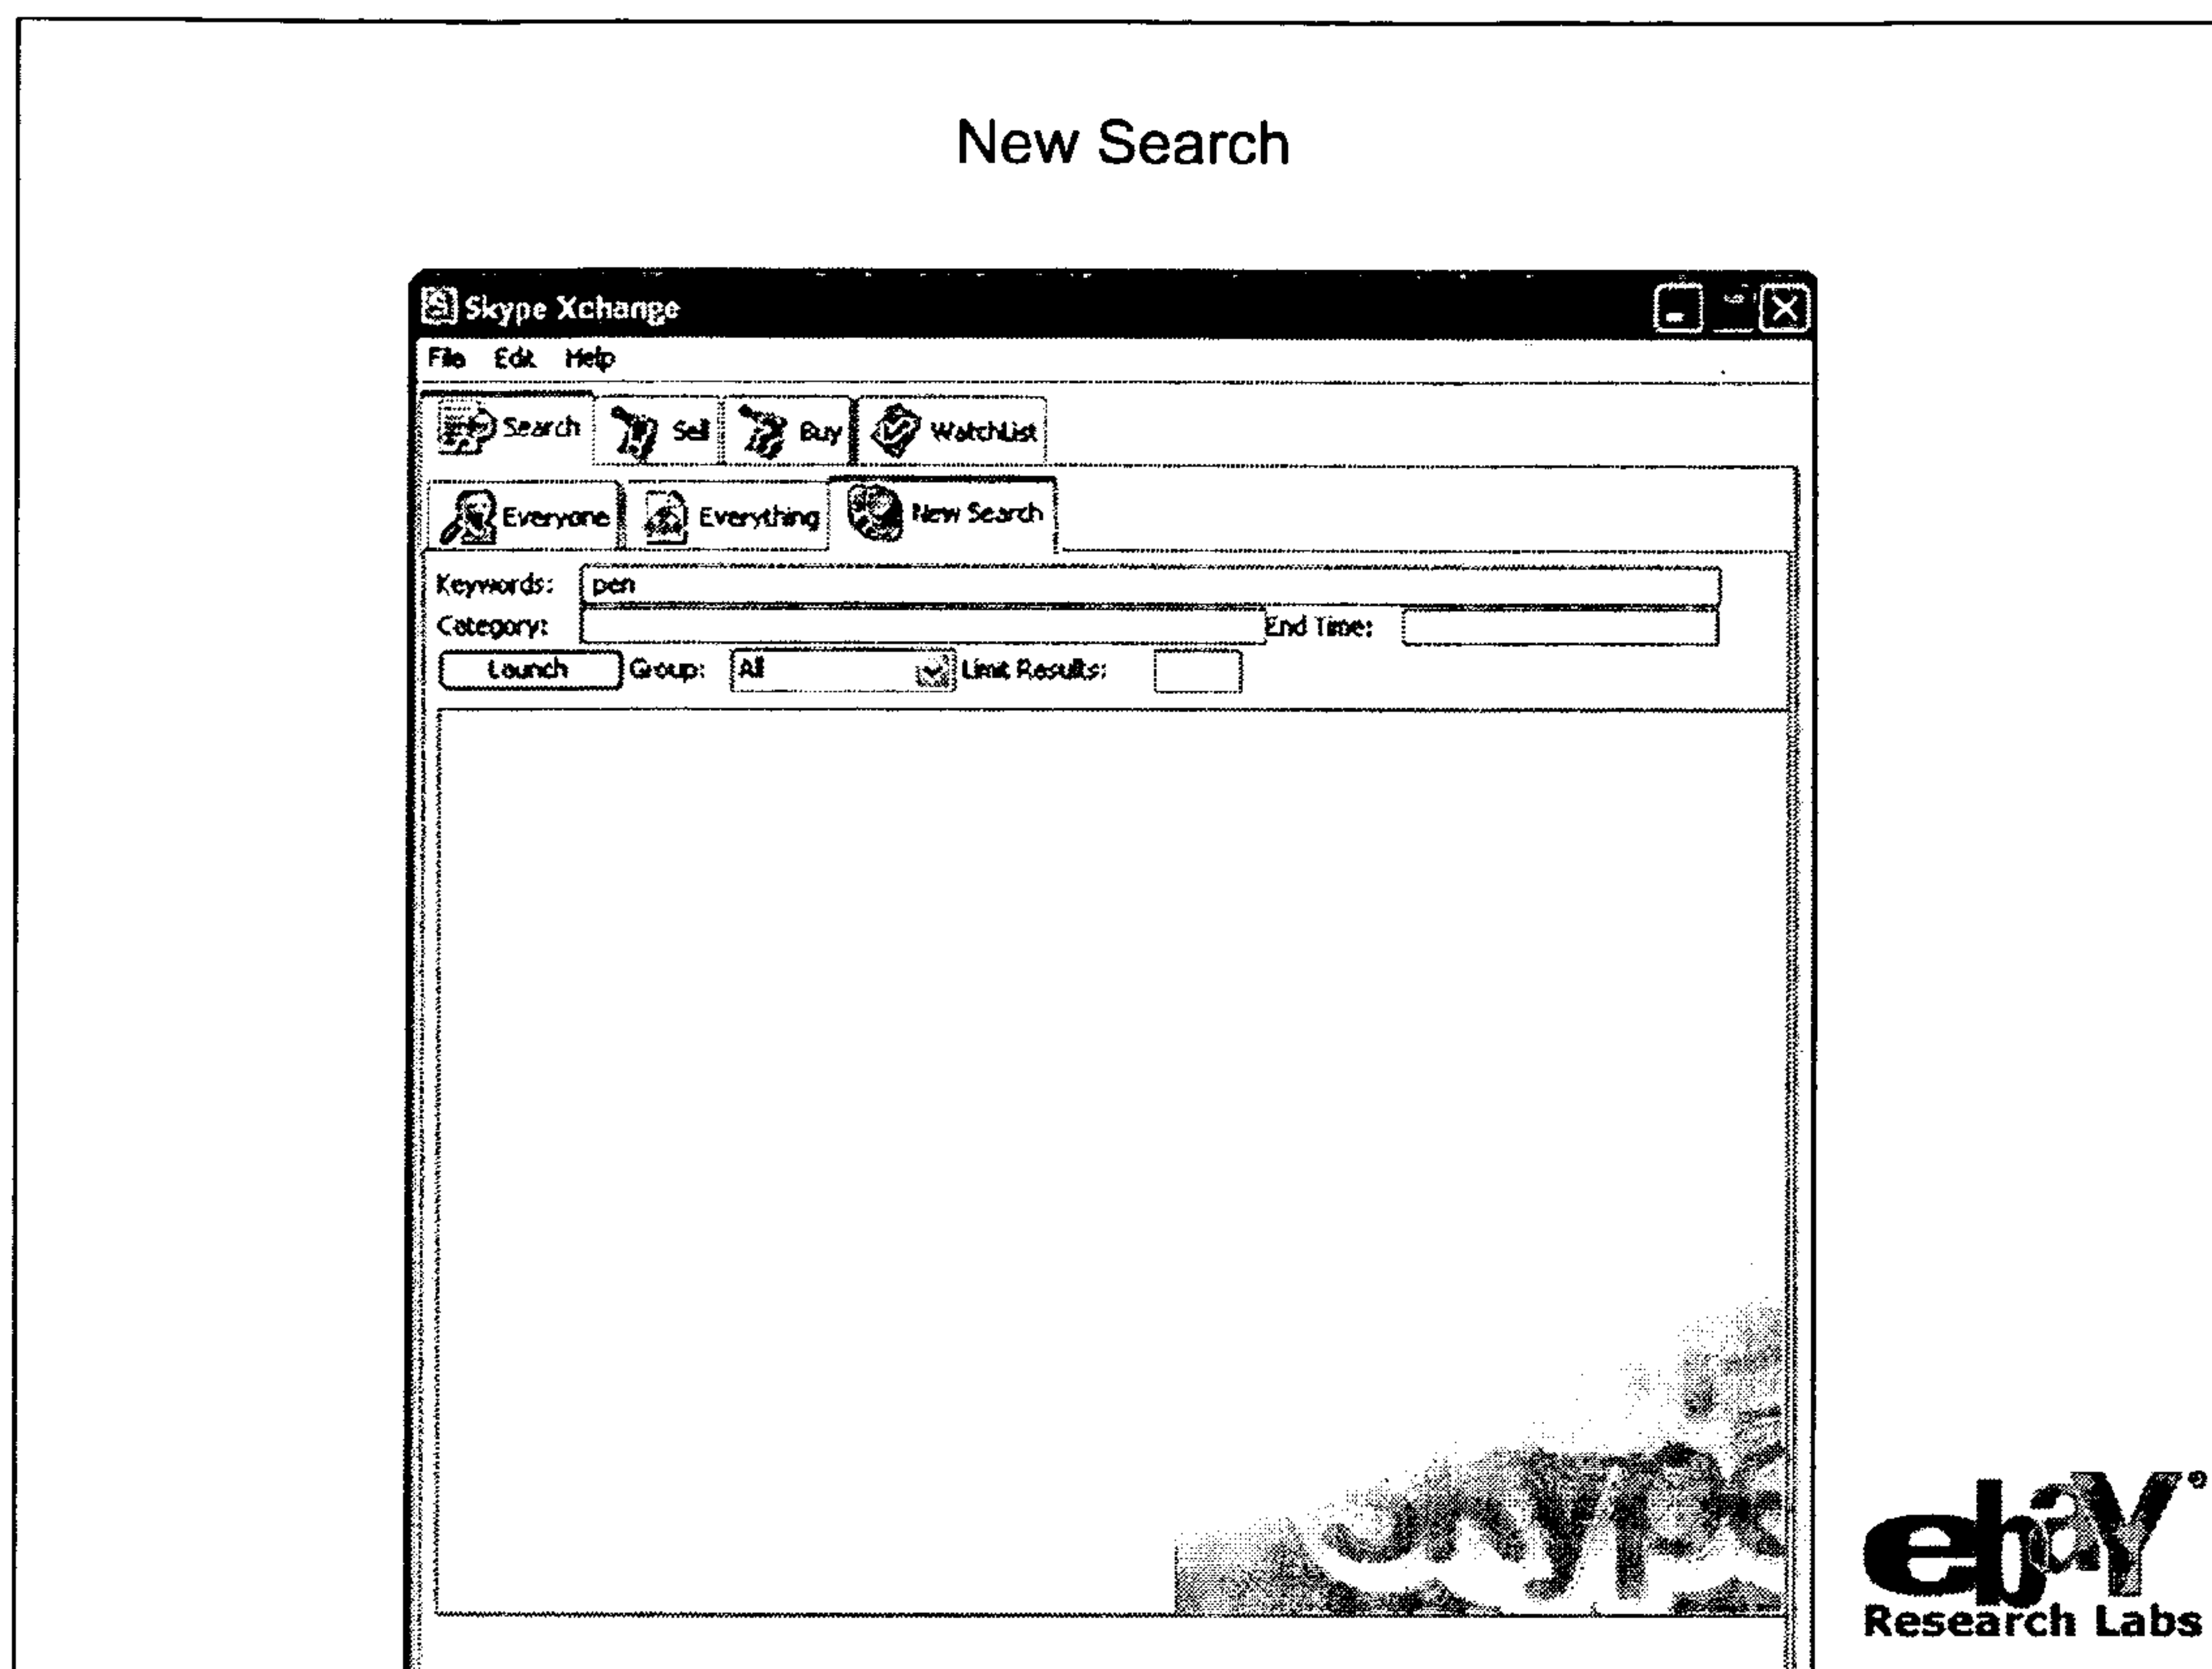 New Search
Skype Xchange
File Edit Help
Search Sell Buy WatchList
Everyone Everything New Search
Keywords: pen
Category: End Time:
Launch Group: All Limit Results:
skype
ebaY®
Research Labs